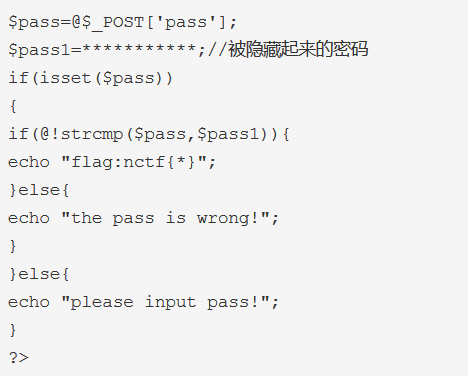 $pass=@$_POST['pass'];
$pass1=***********;//被隐藏起来的密码
if(isset($pass))
{
if(@!strcmp($pass,$pass1)){
echo "flag:nctf{*}";
}else{
echo "the pass is wrong!";
}
}else{
echo "please input pass!";
}
?>